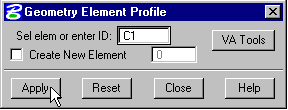 Geometry Element Profile
Sel elem or enter ID: C1 VA Tools
Create New Element 0
Apply Reset Close Help